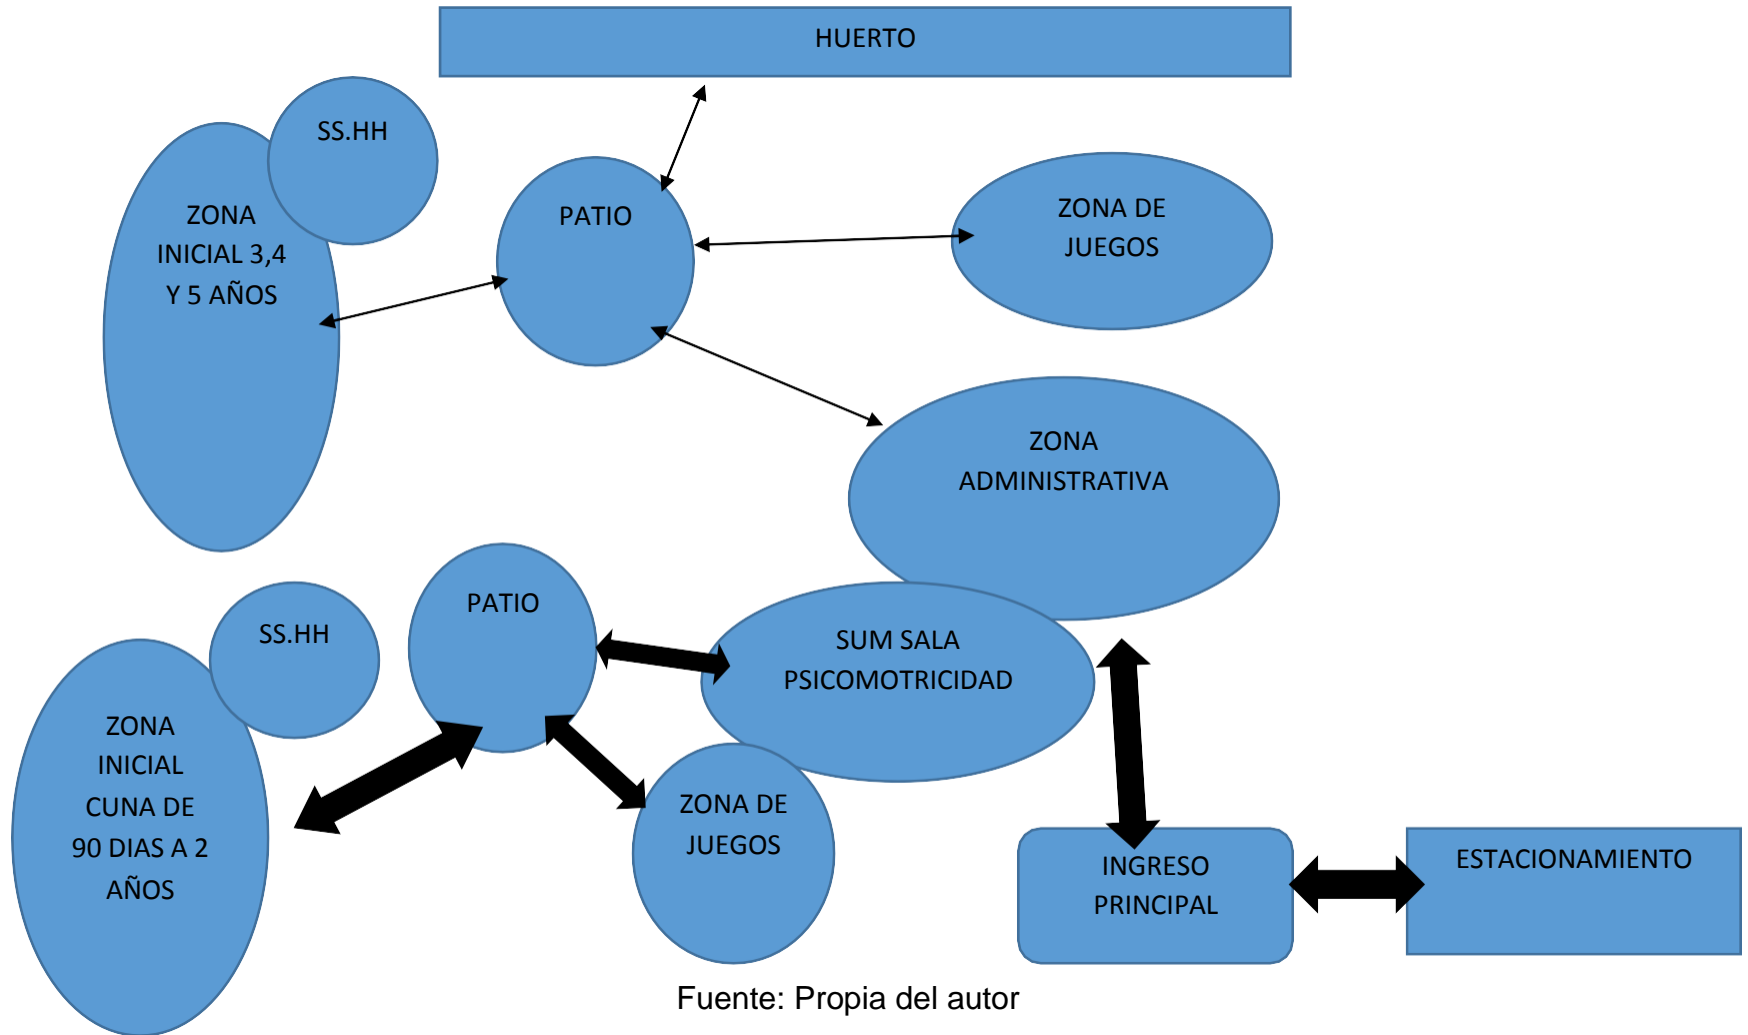 HUERTO
SS.HH
ZONA
INICIAL 3,4
Y 5 AÑOS
PATIO
ZONA DE
JUEGOS
ZONA
ADMINISTRATIVA
PATIO
SS.HH
SUM SALA
PSICOMOTRICIDAD
ZONA
INICIAL
CUNA DE
90 DIAS A 2
AÑOS
ZONA DE
JUEGOS
INGRESO
PRINCIPAL
ESTACIONAMIENTO
Fuente: Propia del autor